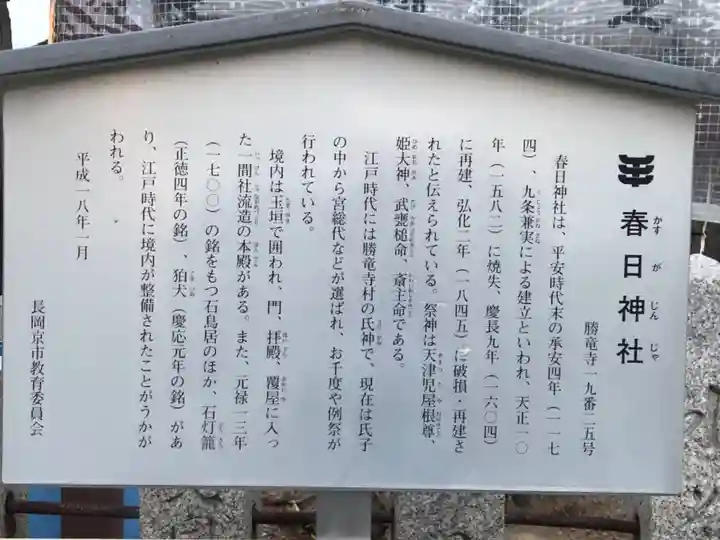 春日神社
かすがじんじゃ
勝竜寺一九番二五号
春日神社は、平安時代末の承安四年（一一七
四）、九条兼実による建立といわれ、天正一〇
年（一五八二）に焼失、慶長九年（一六〇四）
に再建、弘化二年（一八四五）に破損・再建さ
れたと伝えられている。祭神は天津児屋根尊、
姫大神、武甕槌命、斎主命である。
江戸時代には勝竜寺村の氏神で、現在は氏子
の中から宮総代などが選ばれ、お千度や例祭が
行われている。
境内は玉垣で囲われ、門、拝殿、覆屋に入っ
た一間社流造の本殿がある。また、元禄一三年
（一七〇〇）の銘をもつ石鳥居のほか、石灯籠
（正徳四年の銘）、狛犬（慶応元年の銘）があ
り、江戸時代に境内が整備されたことがうかが
われる。
平成一八年一月
長岡京市教育委員会